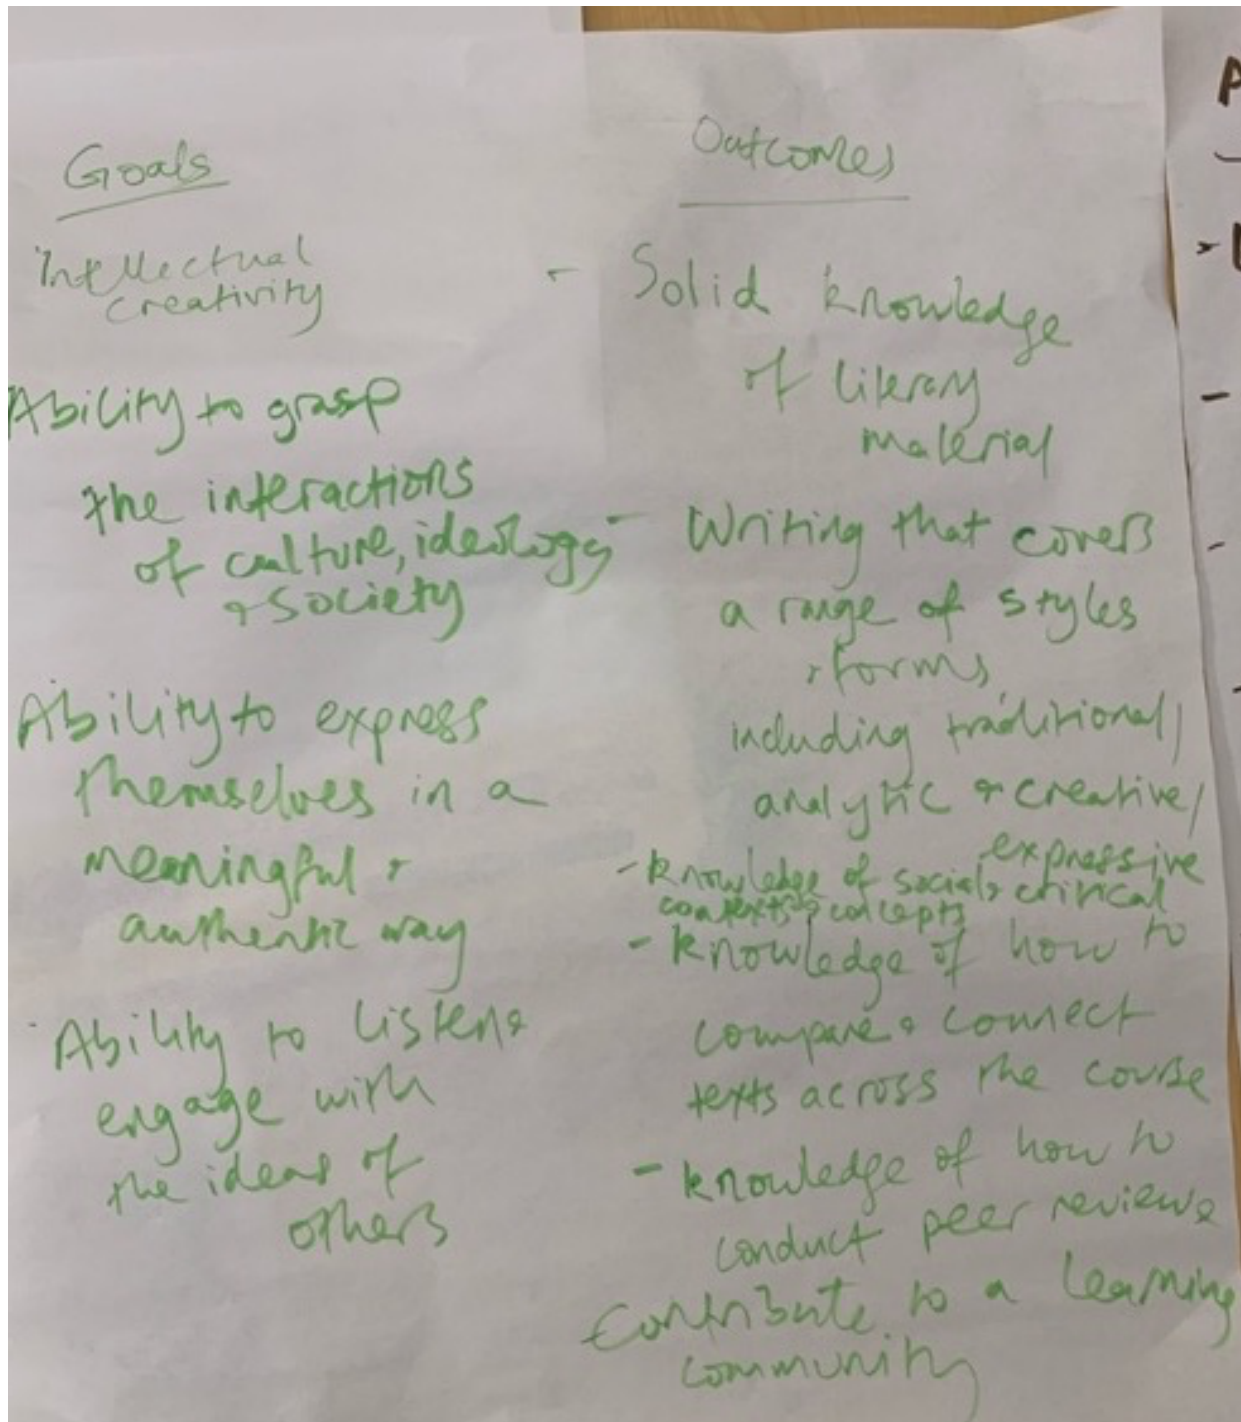 Goals
Intellectual
creativity
Ability to grasp
the interactions
of culture, ideology
& society
Ability to express
themselves in a
meaningful &
authentic way
Ability to listen &
engage with
the ideas of
others
Outcomes
- Solid knowledge
of literary
material
- Writing that covers
a range of styles
& forms,
including traditional/
analytic & creative/
expressive
- knowledge of social & critical
contexts & concepts
- knowledge of how to
compare & connect
texts across the course
- knowledge of how to
conduct peer review &
contribute to a learning
community